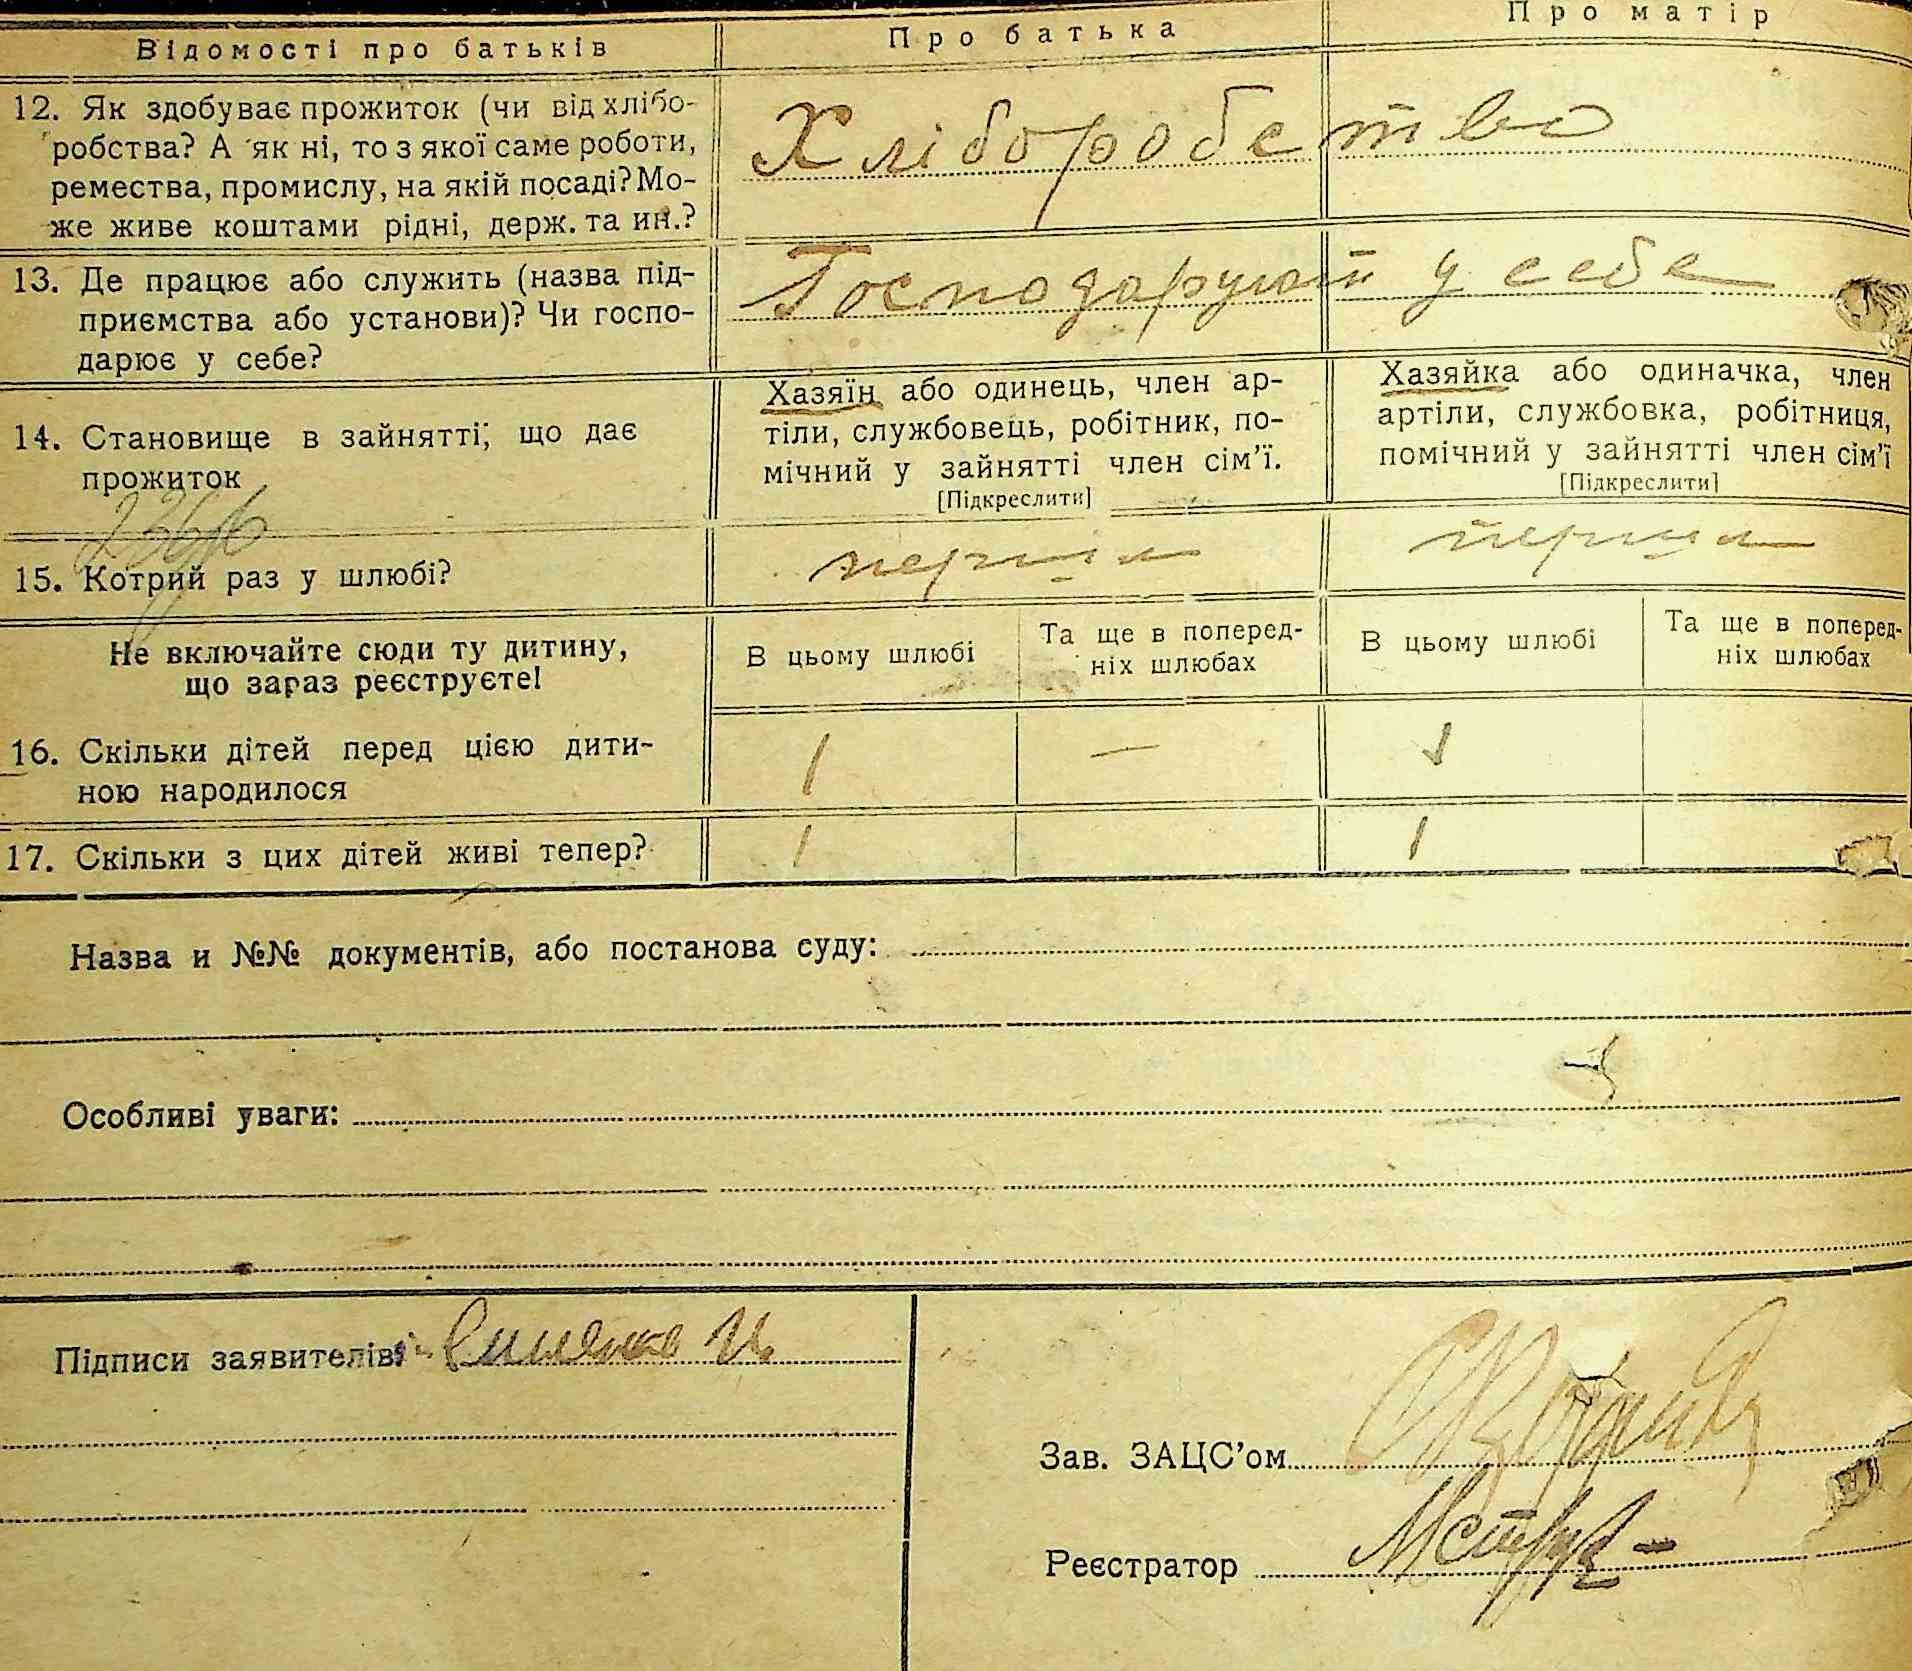 Відомості про батьків
Про батька
Про матір
12. Як здобуває прожиток (чи від хлібо-
робства? А як ні, то з якої саме роботи,
ремества, промислу, на якій посаді? Мо-
же живе коштами рідні, держ. та ин.?
Хліборобство
13. Де працює або служить (назва під-
приємства або установи)? Чи госпо-
дарює у себе?
Господарують у себе
14. Становище в зайнятті; що дає
прожиток
Хазяїн або одинець, член ар-
тіли, службовець, робітник, по-
мічний у зайнятті член сім'ї.
[Підкреслити]
Хазяйка або одиначка, член
артіли, службовка, робітниця,
помічний у зайнятті член сім'ї
[Підкреслити]
15. Котрий раз у шлюбі?
перший
перший
Не включайте сюди ту дитину,
що зараз реєструєте!
В цьому шлюбі
Та ще в поперед-
ніх шлюбах
В цьому шлюбі
Та ще в поперед-
ніх шлюбах
16. Скільки дітей перед цією дити-
ною народилося
1 — 1
17. Скільки з цих дітей живі тепер?
1 1
Назва и №№ документів, або постанова суду:
Особливі уваги:
Підписи заявителів:
Зав. ЗАЦС'ом
Реєстратор